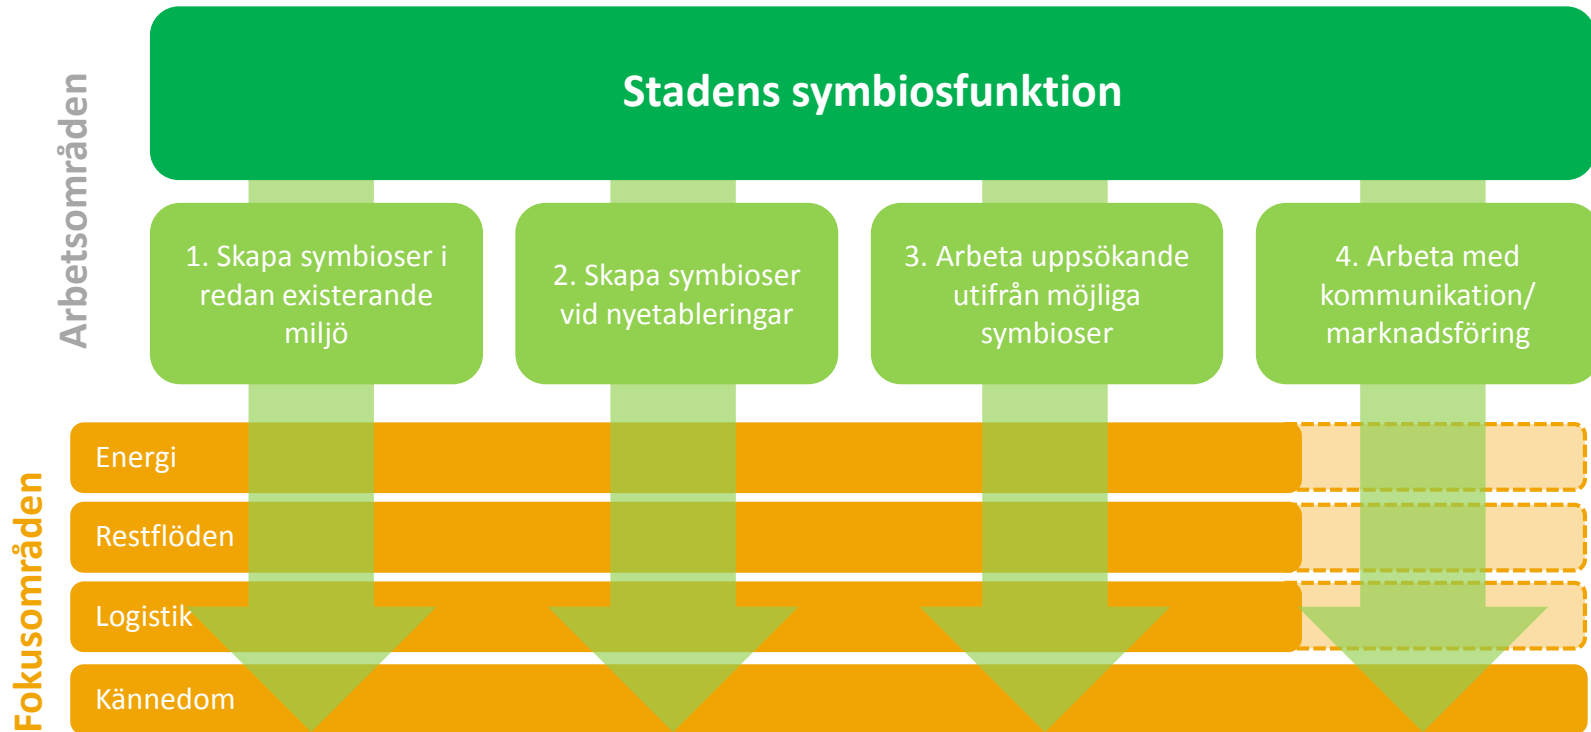 Arbetsområden
Stadens symbiosfunktion
1. Skapa symbioser i
redan existerande
miljö
2. Skapa symbioser
vid nyetableringar
3. Arbeta uppsökande
utifrån möjliga
symbioser
4. Arbeta med
kommunikation/
marknadsföring
Fokusområden
Energi
Restflöden
Logistik
Kännedom